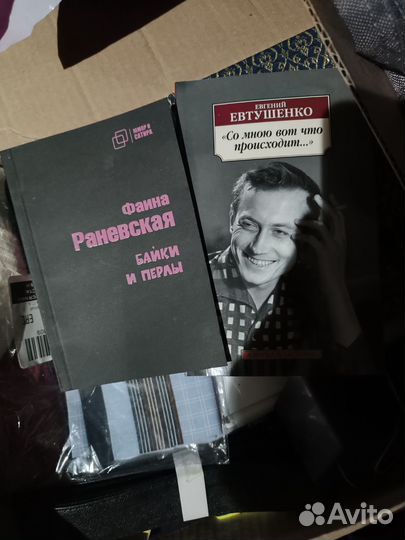 ЮМОР И
САТИРА
Фаина
Раневская
БАЙКИ
И ПЕРЛЫ
ЕВГЕНИЙ
ЕВТУШЕНКО
«Со мною вот что
происходит...»
Avito